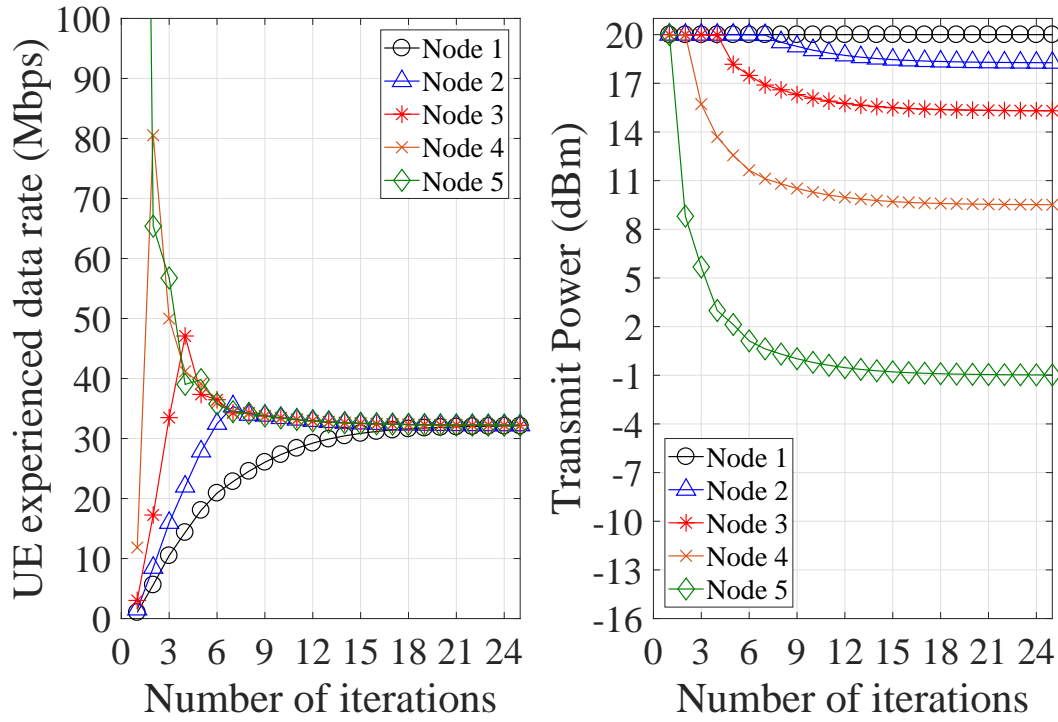 UE experienced data rate (Mbps)
100
90
80
70
60
50
40
30
20
10
0
0 3 6 9 12 15 18 21 24
Number of iterations
Node 1
Node 2
Node 3
Node 4
Node 5
Transmit Power (dBm)
20
17
14
11
8
5
2
-1
-4
-7
-10
-13
-16
0 3 6 9 12 15 18 21 24
Number of iterations
Node 1
Node 2
Node 3
Node 4
Node 5